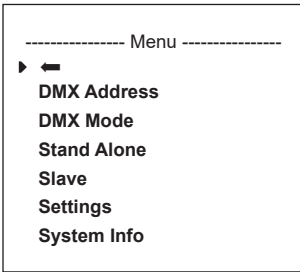 ---------------- Menu ----------------
DMX Address
DMX Mode
Stand Alone
Slave
Settings
System Info